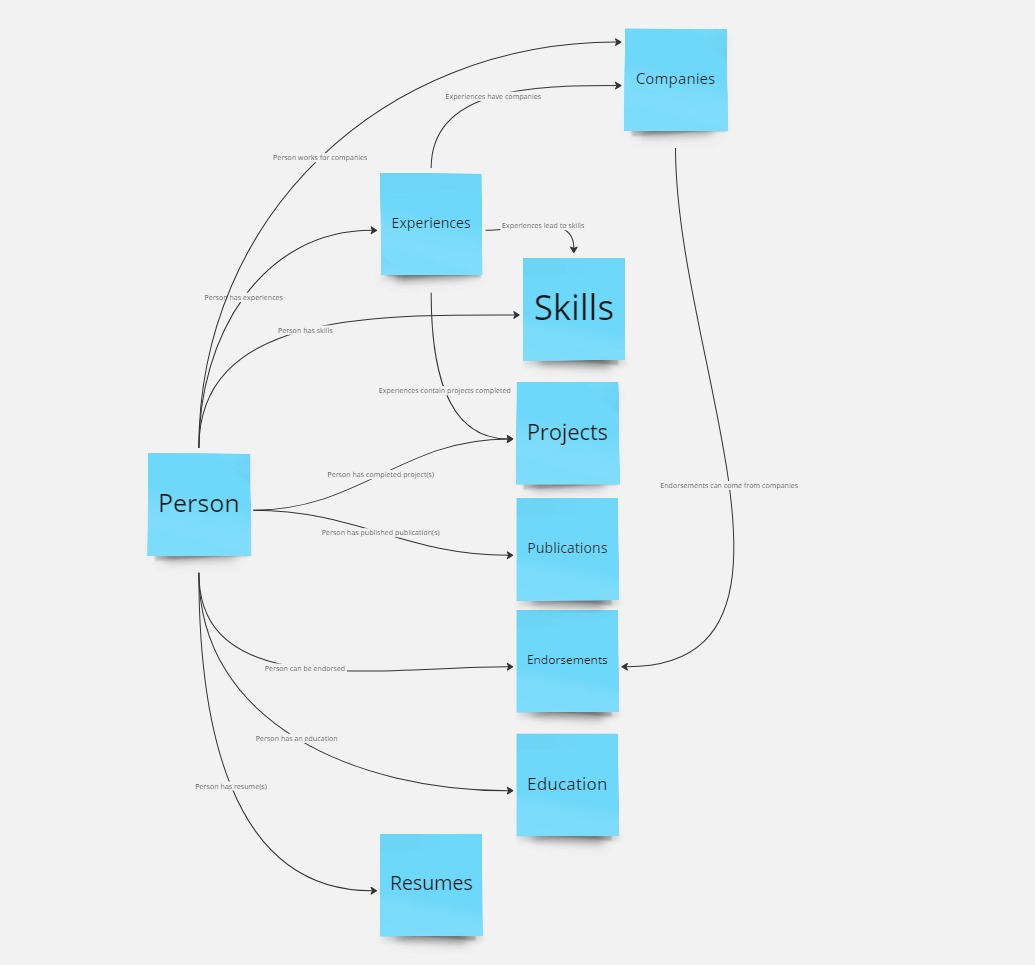 Companies
Experiences have companies
Person works for companies
Experiences
Experiences lead to skills
Person has experiences
Skills
Person has skills
Experiences contain projects completed
Projects
Person has completed project(s)
Endorsements can come from companies
Person
Person has published publication(s)
Publications
Endorsements
Person can be endorsed
Person has an education
Education
Person has resume(s)
Resumes